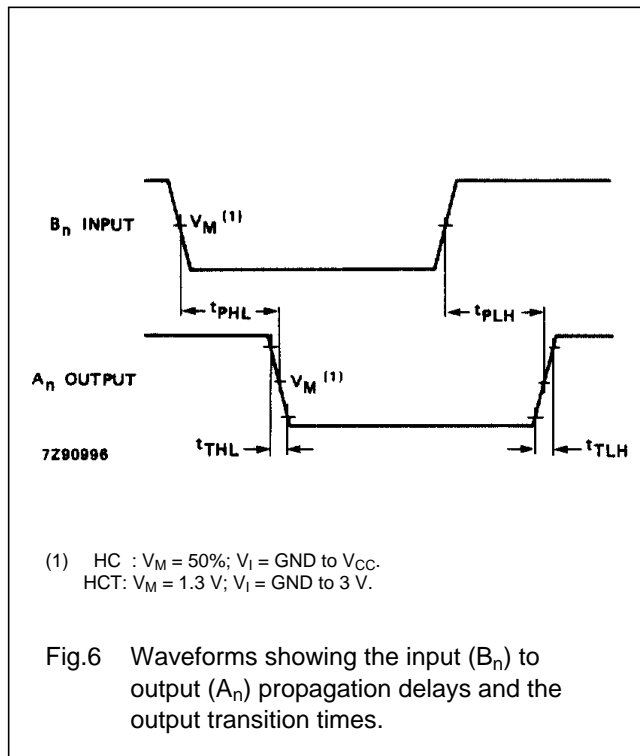 Bn INPUT
VM (1)
tPHL
tPLH
An OUTPUT
VM (1)
7Z90996
tTHL
tTLH
(1) HC : VM = 50%; VI = GND to VCC.
HCT: VM = 1.3 V; VI = GND to 3 V.
Fig.6 Waveforms showing the input (Bn) to
output (An) propagation delays and the
output transition times.